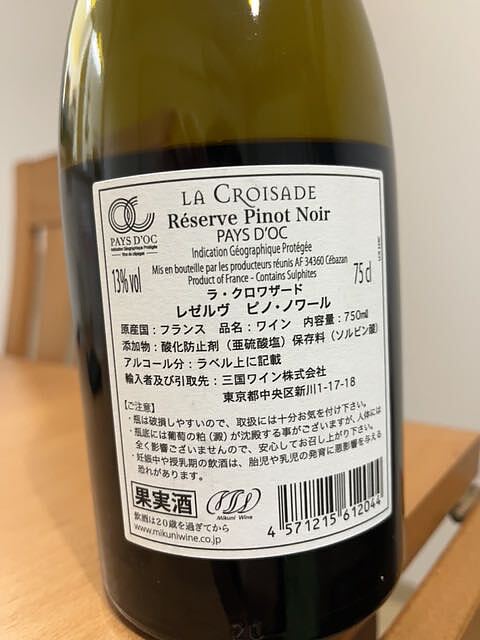 LA CROISADE
Réserve Pinot Noir
PAYS D'OC
Indication Géographique Protégée
PAYS D'OC
Indication Géographique Protégée
Mis en bouteille par les producteurs réunis AF 34360 Cébazan
Product of France - Contains Sulphites
13% vol
75 cl
ラ・クロワザード
レゼルヴ ピノ・ノワール
原産国：フランス 品名：ワイン 内容量：750mℓ
添加物：酸化防止剤（亜硫酸塩）保存料（ソルビン酸）
アルコール分：ラベル上に記載
輸入者及び引取先：三国ワイン株式会社
東京都中央区新川1-17-18
【ご注意】
・瓶は破損しやすいので、取扱には十分お気を付け下さい。
・瓶底には葡萄の粕（澱）が沈殿する事がございますが、人体には
全く影響ございませんので、安心してお召し上がり下さい。
・妊娠中や授乳期の飲酒は、胎児や乳児の発育に悪影響を与える
恐れがあります。
果実酒
Mikuni Wine
飲酒は20歳を過ぎてから
www.mikuniwine.co.jp
4 571215 612044